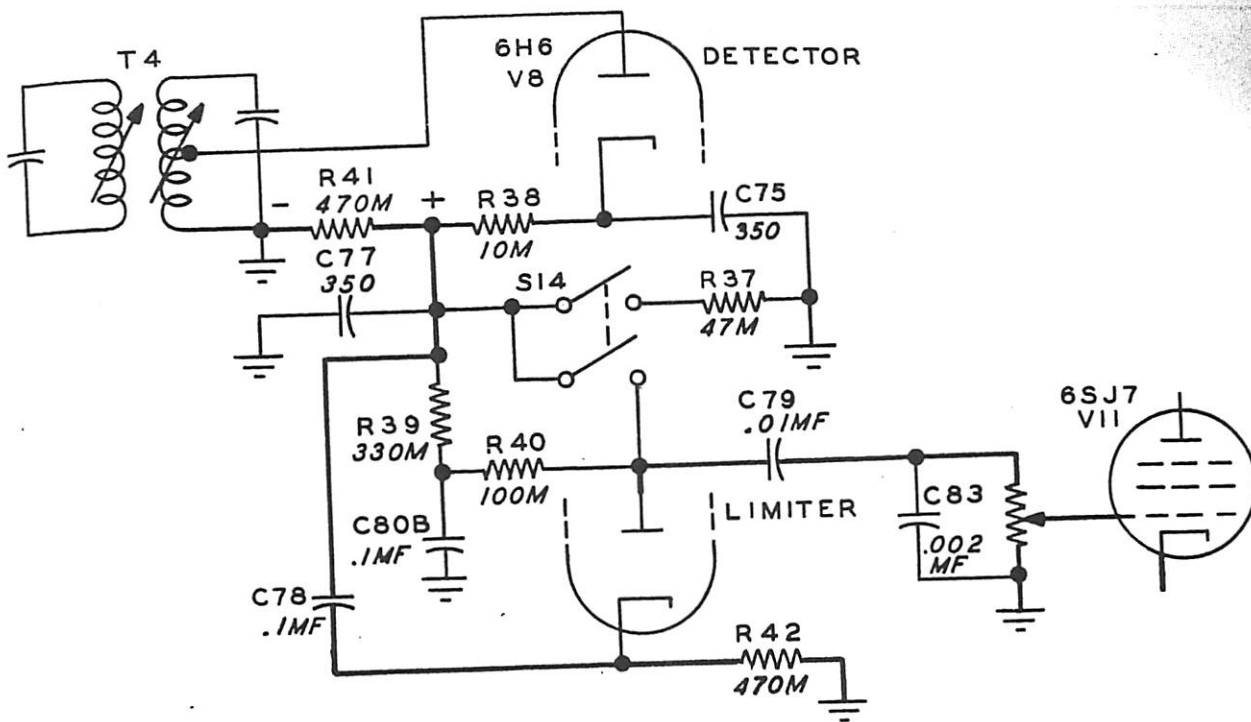 T4
6H6
V8
DETECTOR
-
R41
470M
+
R38
10M
C75
350
C77
350
S14
R37
47M
R39
330M
R40
100M
C79
.01MF
6SJ7
V11
C80B
.1MF
LIMITER
C83
.002
MF
C78
.1MF
R42
470M